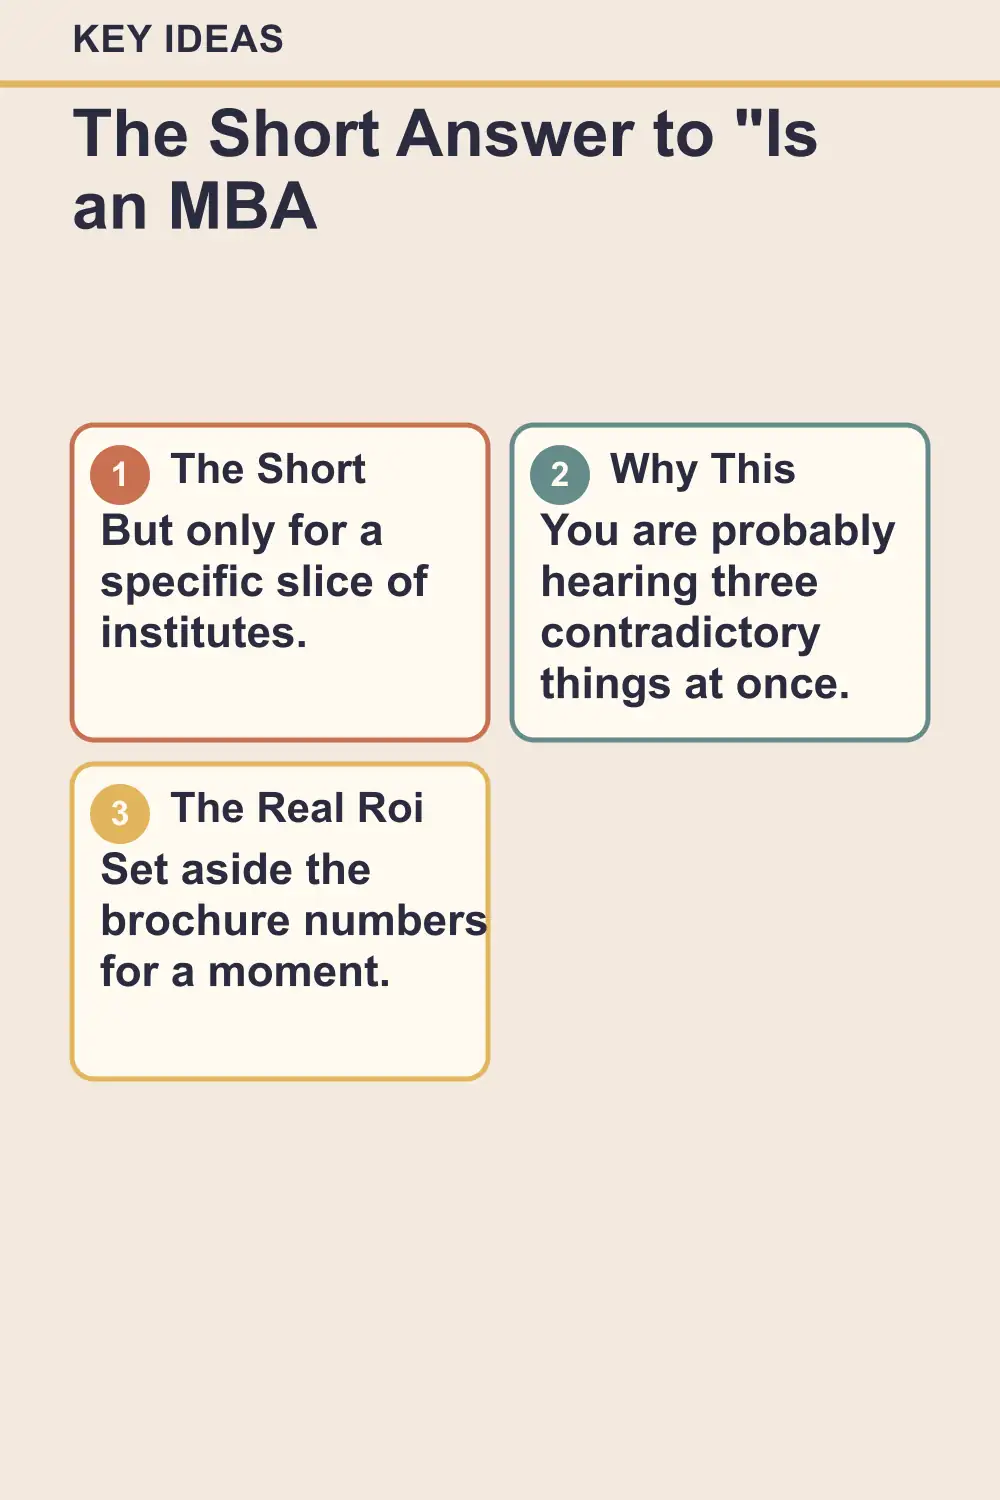 KEY IDEAS
The Short Answer to "Is
an MBA
1 The Short
But only for a
specific slice of
institutes.
2 Why This
You are probably
hearing three
contradictory
things at once.
3 The Real Roi
Set aside the
brochure numbers
for a moment.